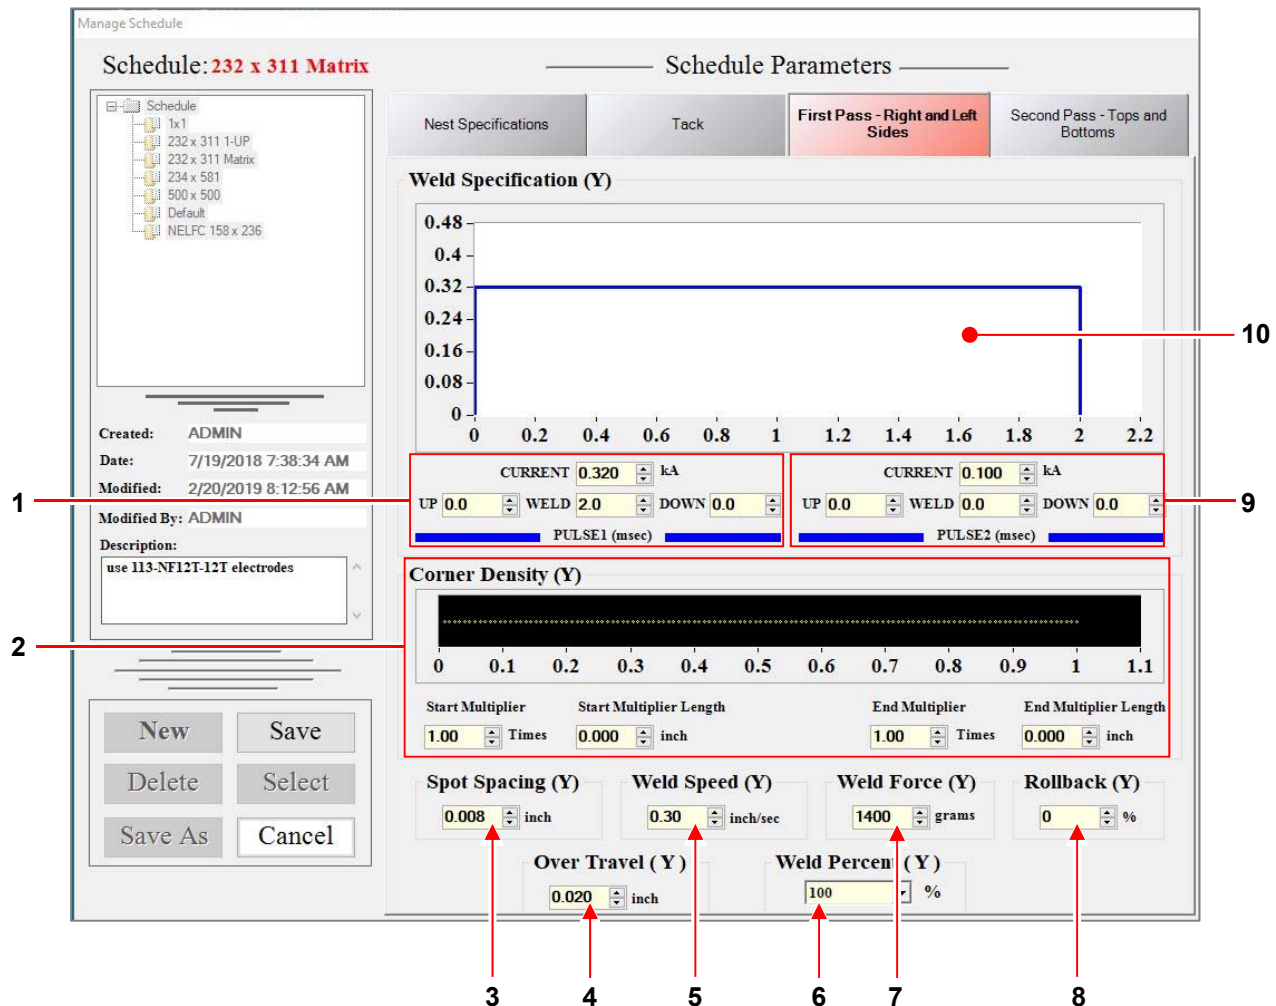 Manage Schedule
Schedule: 232 x 311 Matrix
Schedule Parameters
Schedule
1x1
232 x 311 1-UP
232 x 311 Matrix
234 x 581
500 x 500
Default
NELFC 158 x 236
Nest Specifications
Tack
First Pass - Right and Left Sides
Second Pass - Tops and Bottoms
Weld Specification (Y)
0.48
0.4
0.32
0.24
0.16
0.08
0
0 0.2 0.4 0.6 0.8 1 1.2 1.4 1.6 1.8 2 2.2
10
Created: ADMIN
Date: 7/19/2018 7:38:34 AM
Modified: 2/20/2019 8:12:56 AM
Modified By: ADMIN
Description:
use 113-NF12T-12T electrodes
1
CURRENT 0.320 kA
UP 0.0 WELD 2.0 DOWN 0.0
PULSE1 (msec)
CURRENT 0.100 kA
UP 0.0 WELD 0.0 DOWN 0.0
PULSE2 (msec)
9
Corner Density (Y)
0 0.1 0.2 0.3 0.4 0.5 0.6 0.7 0.8 0.9 1 1.1
2
Start Multiplier
1.00 Times
Start Multiplier Length
0.000 inch
End Multiplier
1.00 Times
End Multiplier Length
0.000 inch
New Save
Delete Select
Save As Cancel
Spot Spacing (Y)
0.008 inch
Weld Speed (Y)
0.30 inch/sec
Weld Force (Y)
1400 grams
Rollback (Y)
0 %
Over Travel ( Y )
0.020 inch
Weld Percent ( Y )
100 %
3 4 5 6 7 8